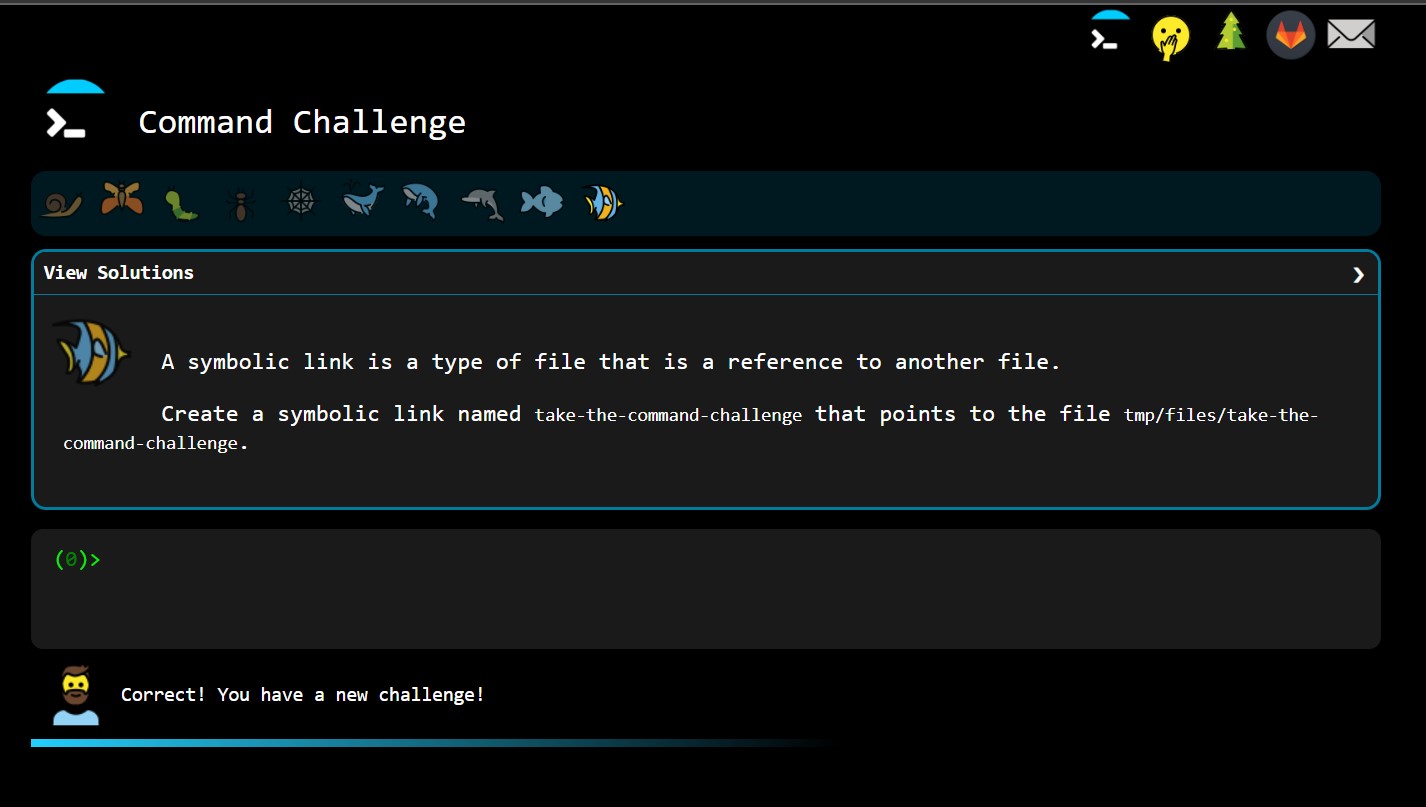 Command Challenge
View Solutions
A symbolic link is a type of file that is a reference to another file.
Create a symbolic link named take-the-command-challenge that points to the file tmp/files/take-the-
command-challenge.
(0)>
Correct! You have a new challenge!